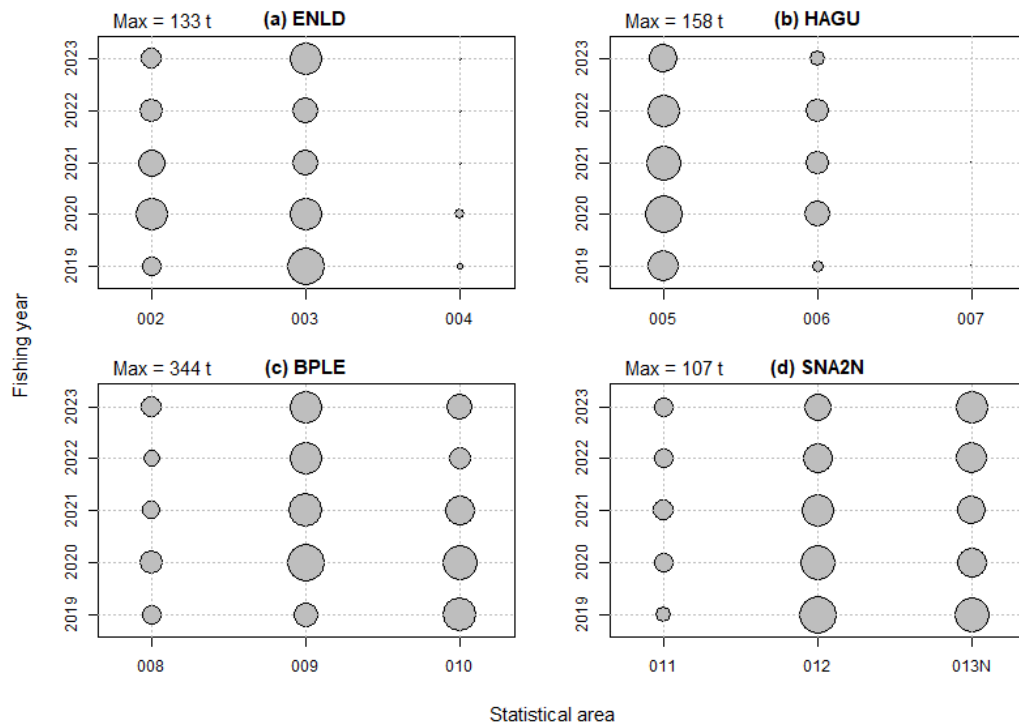 Max = 133 t (a) ENLD
2023
2022
2021
2020
2019
002 003 004
Max = 158 t (b) HAGU
2023
2022
2021
2020
2019
005 006 007
Max = 344 t (c) BPLE
2023
2022
2021
2020
2019
008 009 010
Max = 107 t (d) SNA2N
2023
2022
2021
2020
2019
011 012 013N
Fishing year
Statistical area